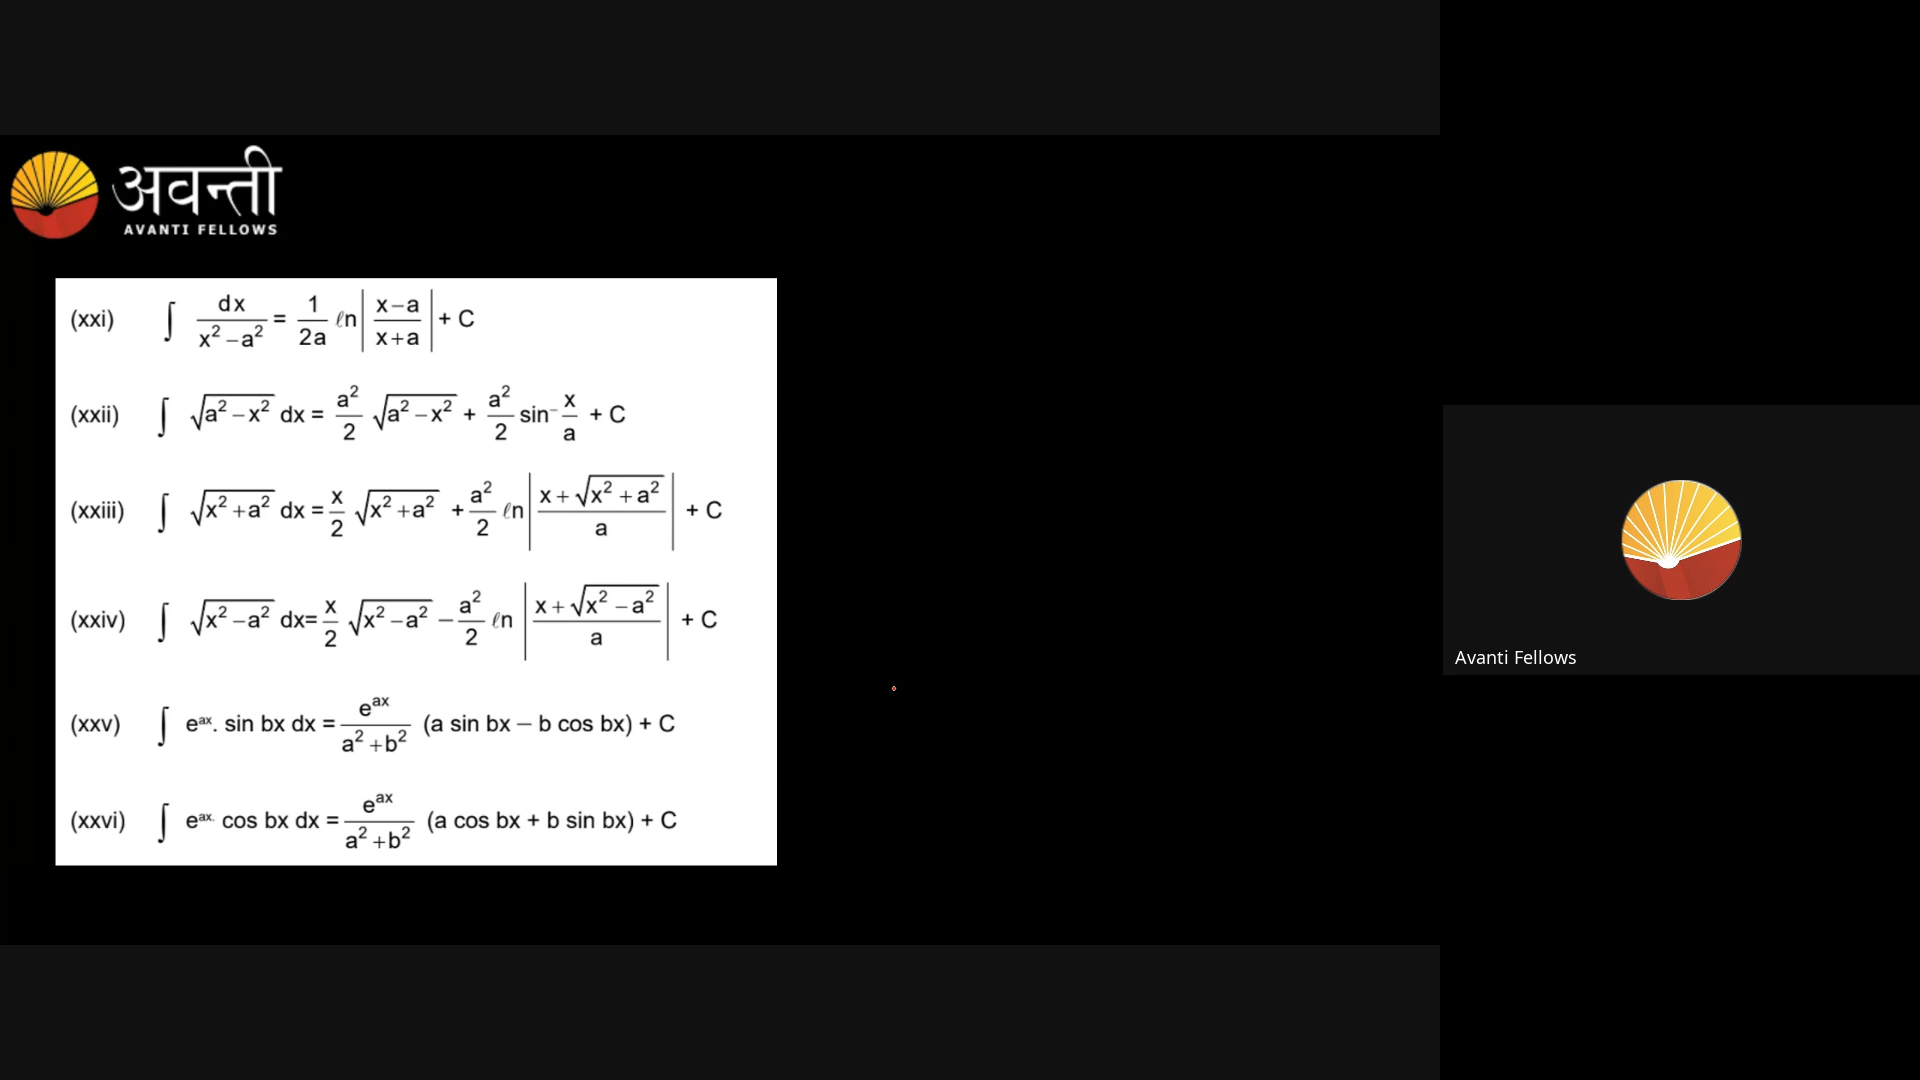 अवन्ती
AVANTI FELLOWS
(xxi) ∫ dx/(x² – a²) = 1/(2a) ℓn |(x – a)/(x + a)| + C
(xxii) ∫ √(a² – x²) dx = a²/2 √(a² – x²) + a²/2 sin⁻ x/a + C
(xxiii) ∫ √(x² + a²) dx = x/2 √(x² + a²) + a²/2 ℓn |(x + √(x² + a²))/a| + C
(xxiv) ∫ √(x² – a²) dx= x/2 √(x² – a²) – a²/2 ℓn |(x + √(x² – a²))/a| + C
(xxv) ∫ eᵃˣ. sin bx dx = eᵃˣ/(a² + b²) (a sin bx – b cos bx) + C
(xxvi) ∫ eᵃˣ· cos bx dx = eᵃˣ/(a² + b²) (a cos bx + b sin bx) + C
Avanti Fellows